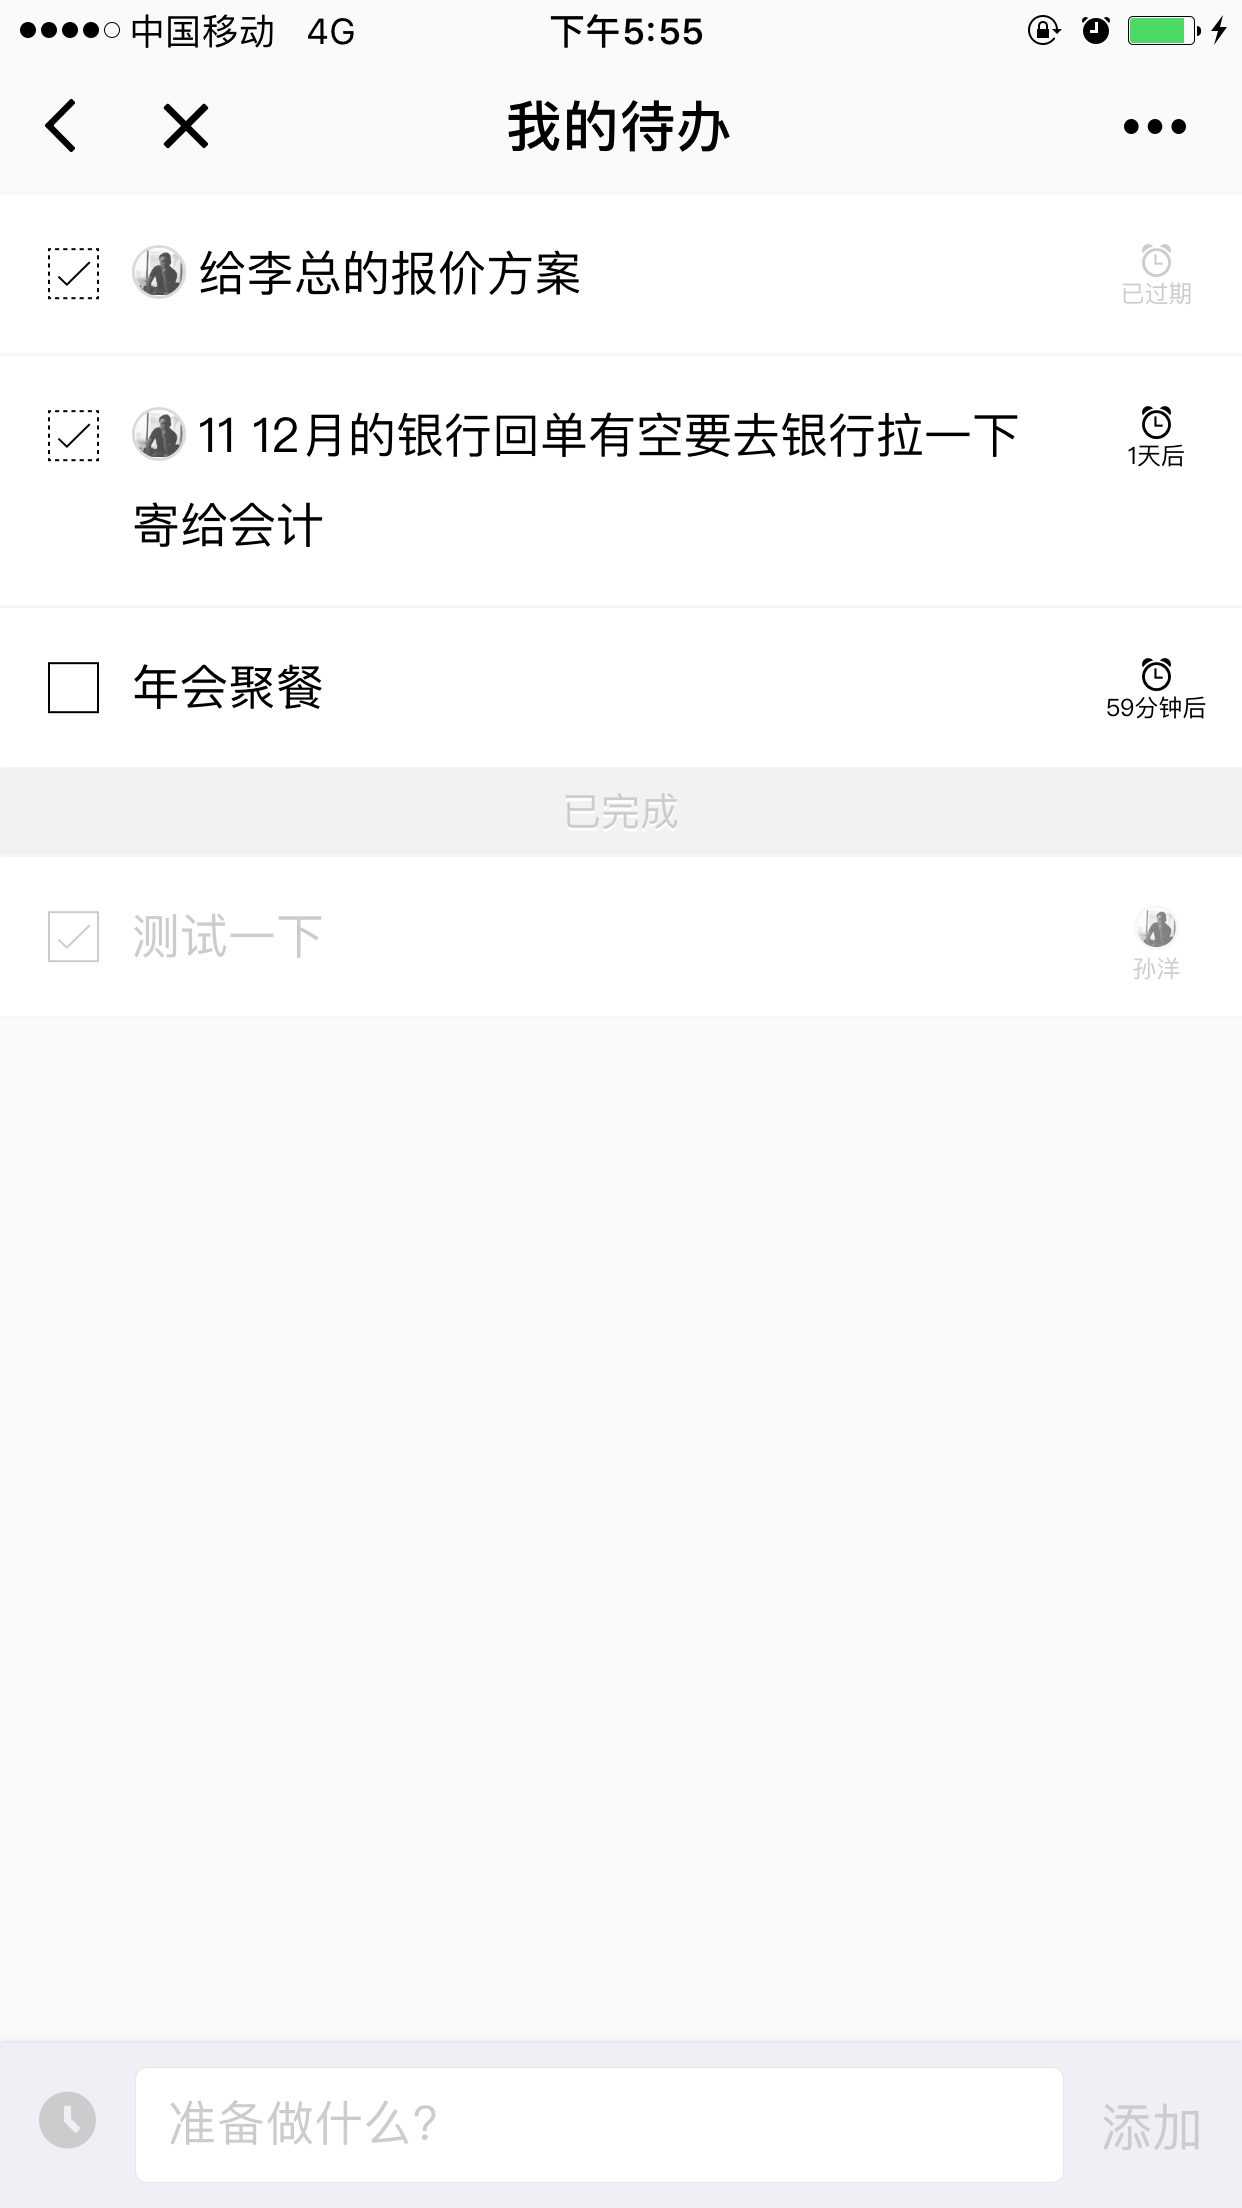 中国移动 4G 下午5:55
我的待办
给李总的报价方案
已过期
11 12月的银行回单有空要去银行拉一下
1天后
寄给会计
年会聚餐
59分钟后
已完成
测试一下
孙洋
准备做什么?
添加